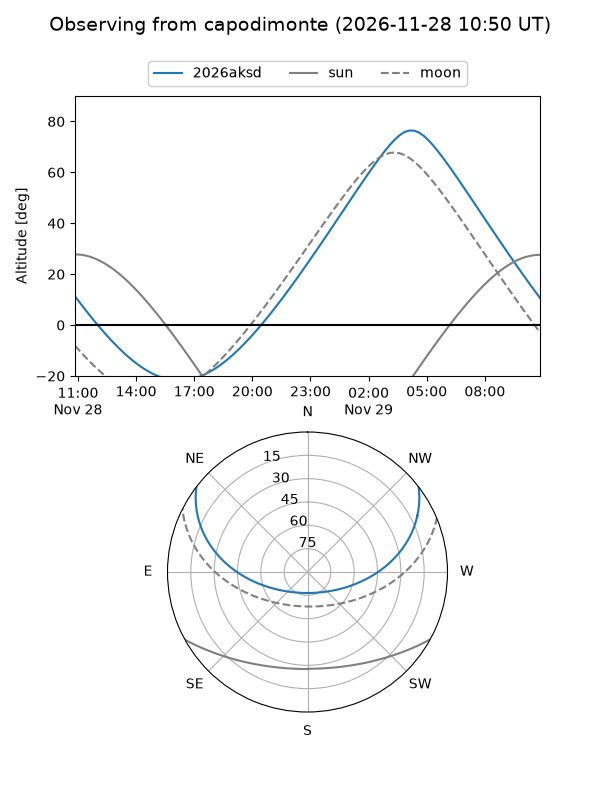 Observing from capodimonte (2026-11-28 10:50 UT)
2026aksd sun moon
Altitude [deg]
80
60
40
20
0
−20
11:00 14:00 17:00 20:00 23:00 02:00 05:00 08:00
Nov 28 Nov 29
N
NE NW
15
30
45
60
75
E W
SE SW
S